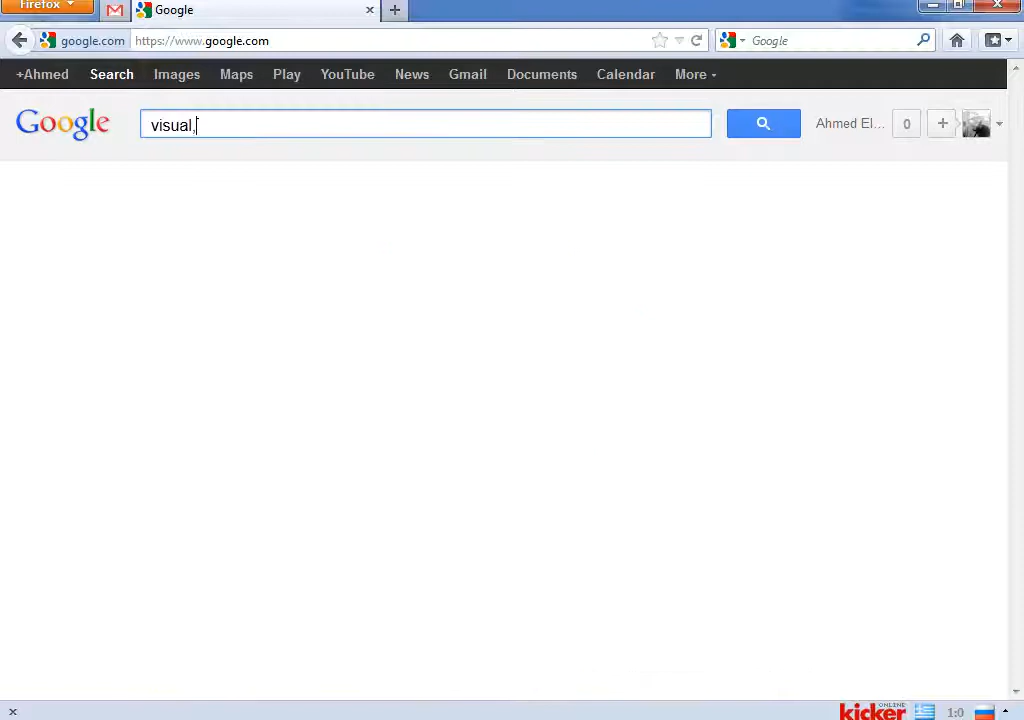 Firefox
Google
google.com https://www.google.com Google
+Ahmed Search Images Maps Play YouTube News Gmail Documents Calendar More
Google visual, Ahmed El... 0 +
kicker ONLINE 1:0